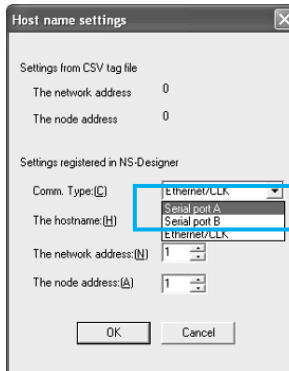 Host name settings
Settings from CSV tag file
The network address 0
The node address 0
Settings registered in NS-Designer
Comm. Type:(C) Ethernet/CLK
Serial port A
The hostname:(H) Serial port B
Ethernet/CLK
The network address:(N) 1
The node address:(A) 1
OK Cancel